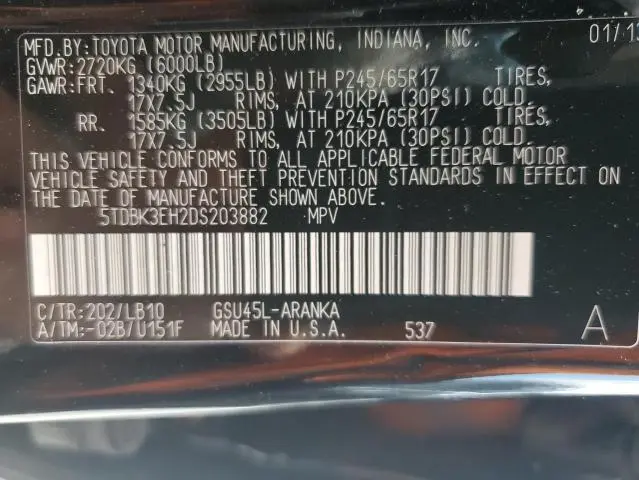 MFD.BY:TOYOTA MOTOR MANUFACTURING, INDIANA, INC. 01/13
GVWR:2720KG (6000LB)
GAWR:FRT. 1340KG (2955LB) WITH P245/65R17 TIRES,
17X7.5J RIMS, AT 210KPA (30PSI) COLD.
RR. 1585KG (3505LB) WITH P245/65R17 TIRES,
17X7.5J RIMS, AT 210KPA (30PSI) COLD.
THIS VEHICLE CONFORMS TO ALL APPLICABLE FEDERAL MOTOR
VEHICLE SAFETY AND THEFT PREVENTION STANDARDS IN EFFECT ON
THE DATE OF MANUFACTURE SHOWN ABOVE.
5TDBK3EH2DS203882 MPV
C/TR:202/LB10 GSU45L-ARANKA
A/TM:-02B/U151F MADE IN U.S.A. 537 A